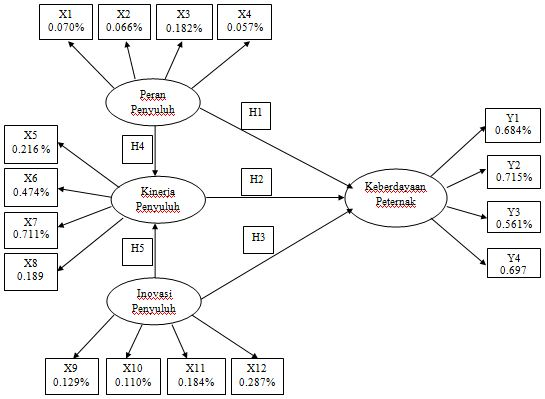 X1
0.070%
X2
0.066%
X3
0.182%
X4
0.057%
Peran
Penyuluh
H1
Y1
0.684%
X5
0.216 %
H4
Y2
0.715%
X6
0.474%
Kinerja
Penyuluh
H2
Keberdayaan
Peternak
X7
0.711%
Y3
0.561%
X8
0.189
H5
H3
Y4
0.697
Inovasi
Penyuluh
X9
0.129%
X10
0.110%
X11
0.184%
X12
0.287%